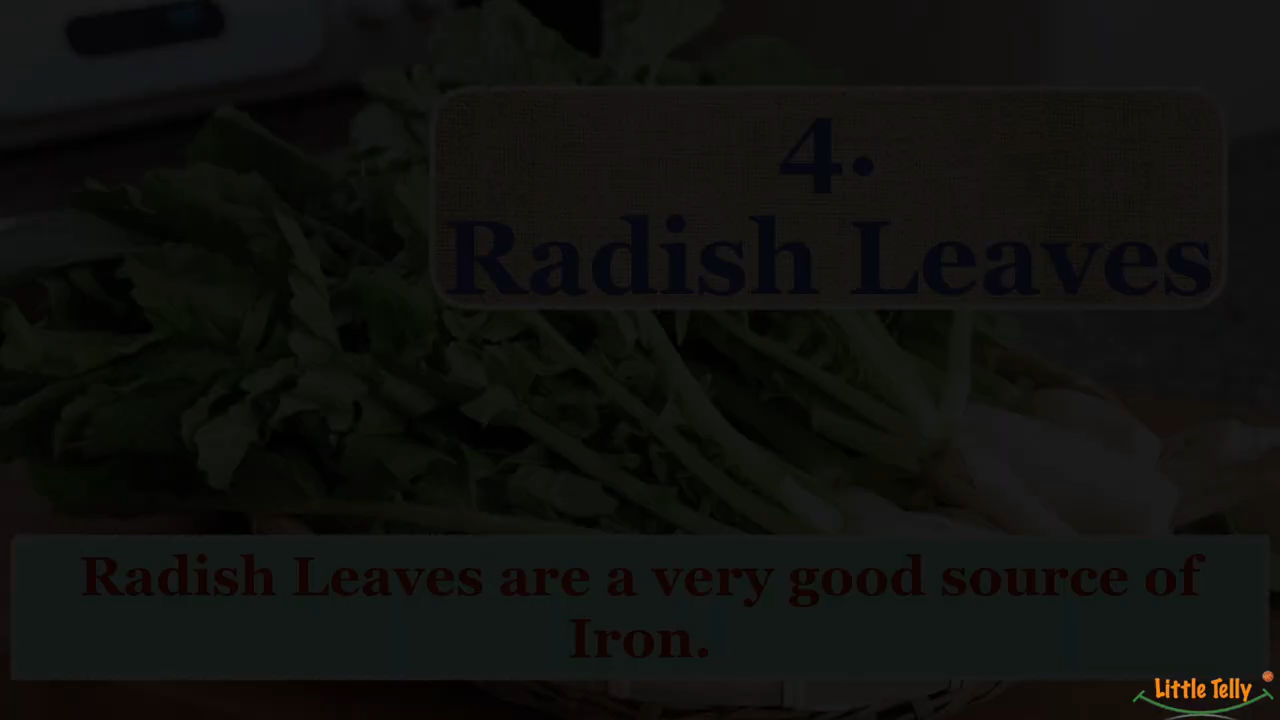 4.
Radish Leaves
Radish Leaves are a very good source of
Iron.
Little Telly